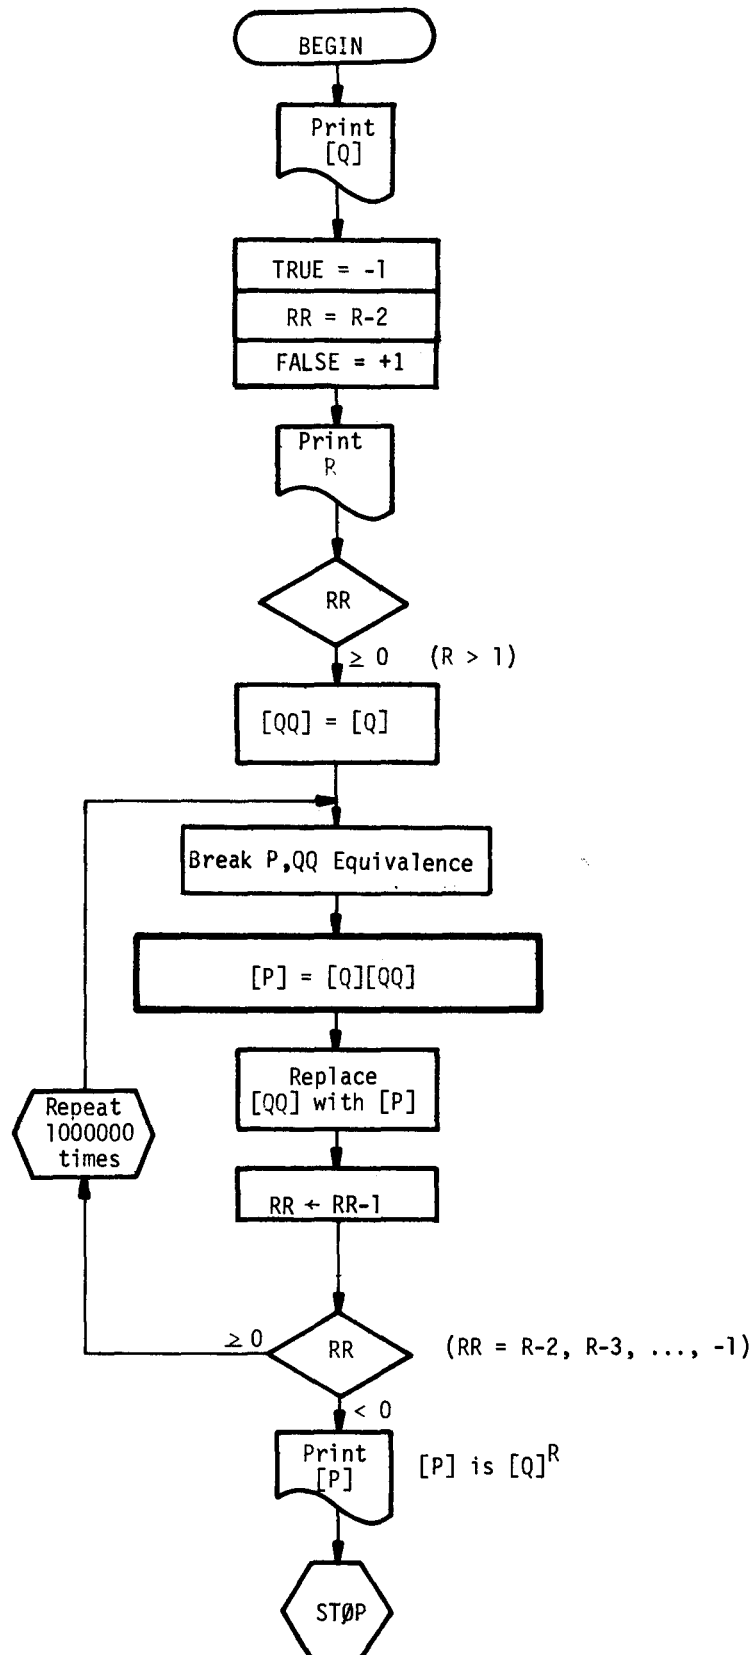 BEGIN
Print
[Q]
TRUE = -1
RR = R-2
FALSE = +1
Print
R
RR
≥ 0 (R > 1)
[QQ] = [Q]
Break P,QQ Equivalence
[P] = [Q][QQ]
Replace
[QQ] with [P]
Repeat
1000000
times
RR ← RR-1
≥ 0
RR
(RR = R-2, R-3, ..., -1)
< 0
Print
[P]
[P] is [Q]^R
STØP